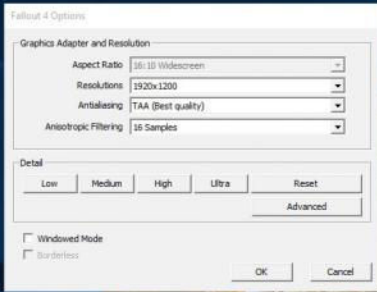 Fallout 4 Options
Graphics Adapter and Resolution
Aspect Ratio 16:10 Widescreen
Resolutions 1920x1200
Antialiasing TAA (Best quality)
Anisotropic Filtering 16 Samples
Detail
Low Medium High Ultra Reset
Advanced
Windowed Mode
Borderless
OK Cancel